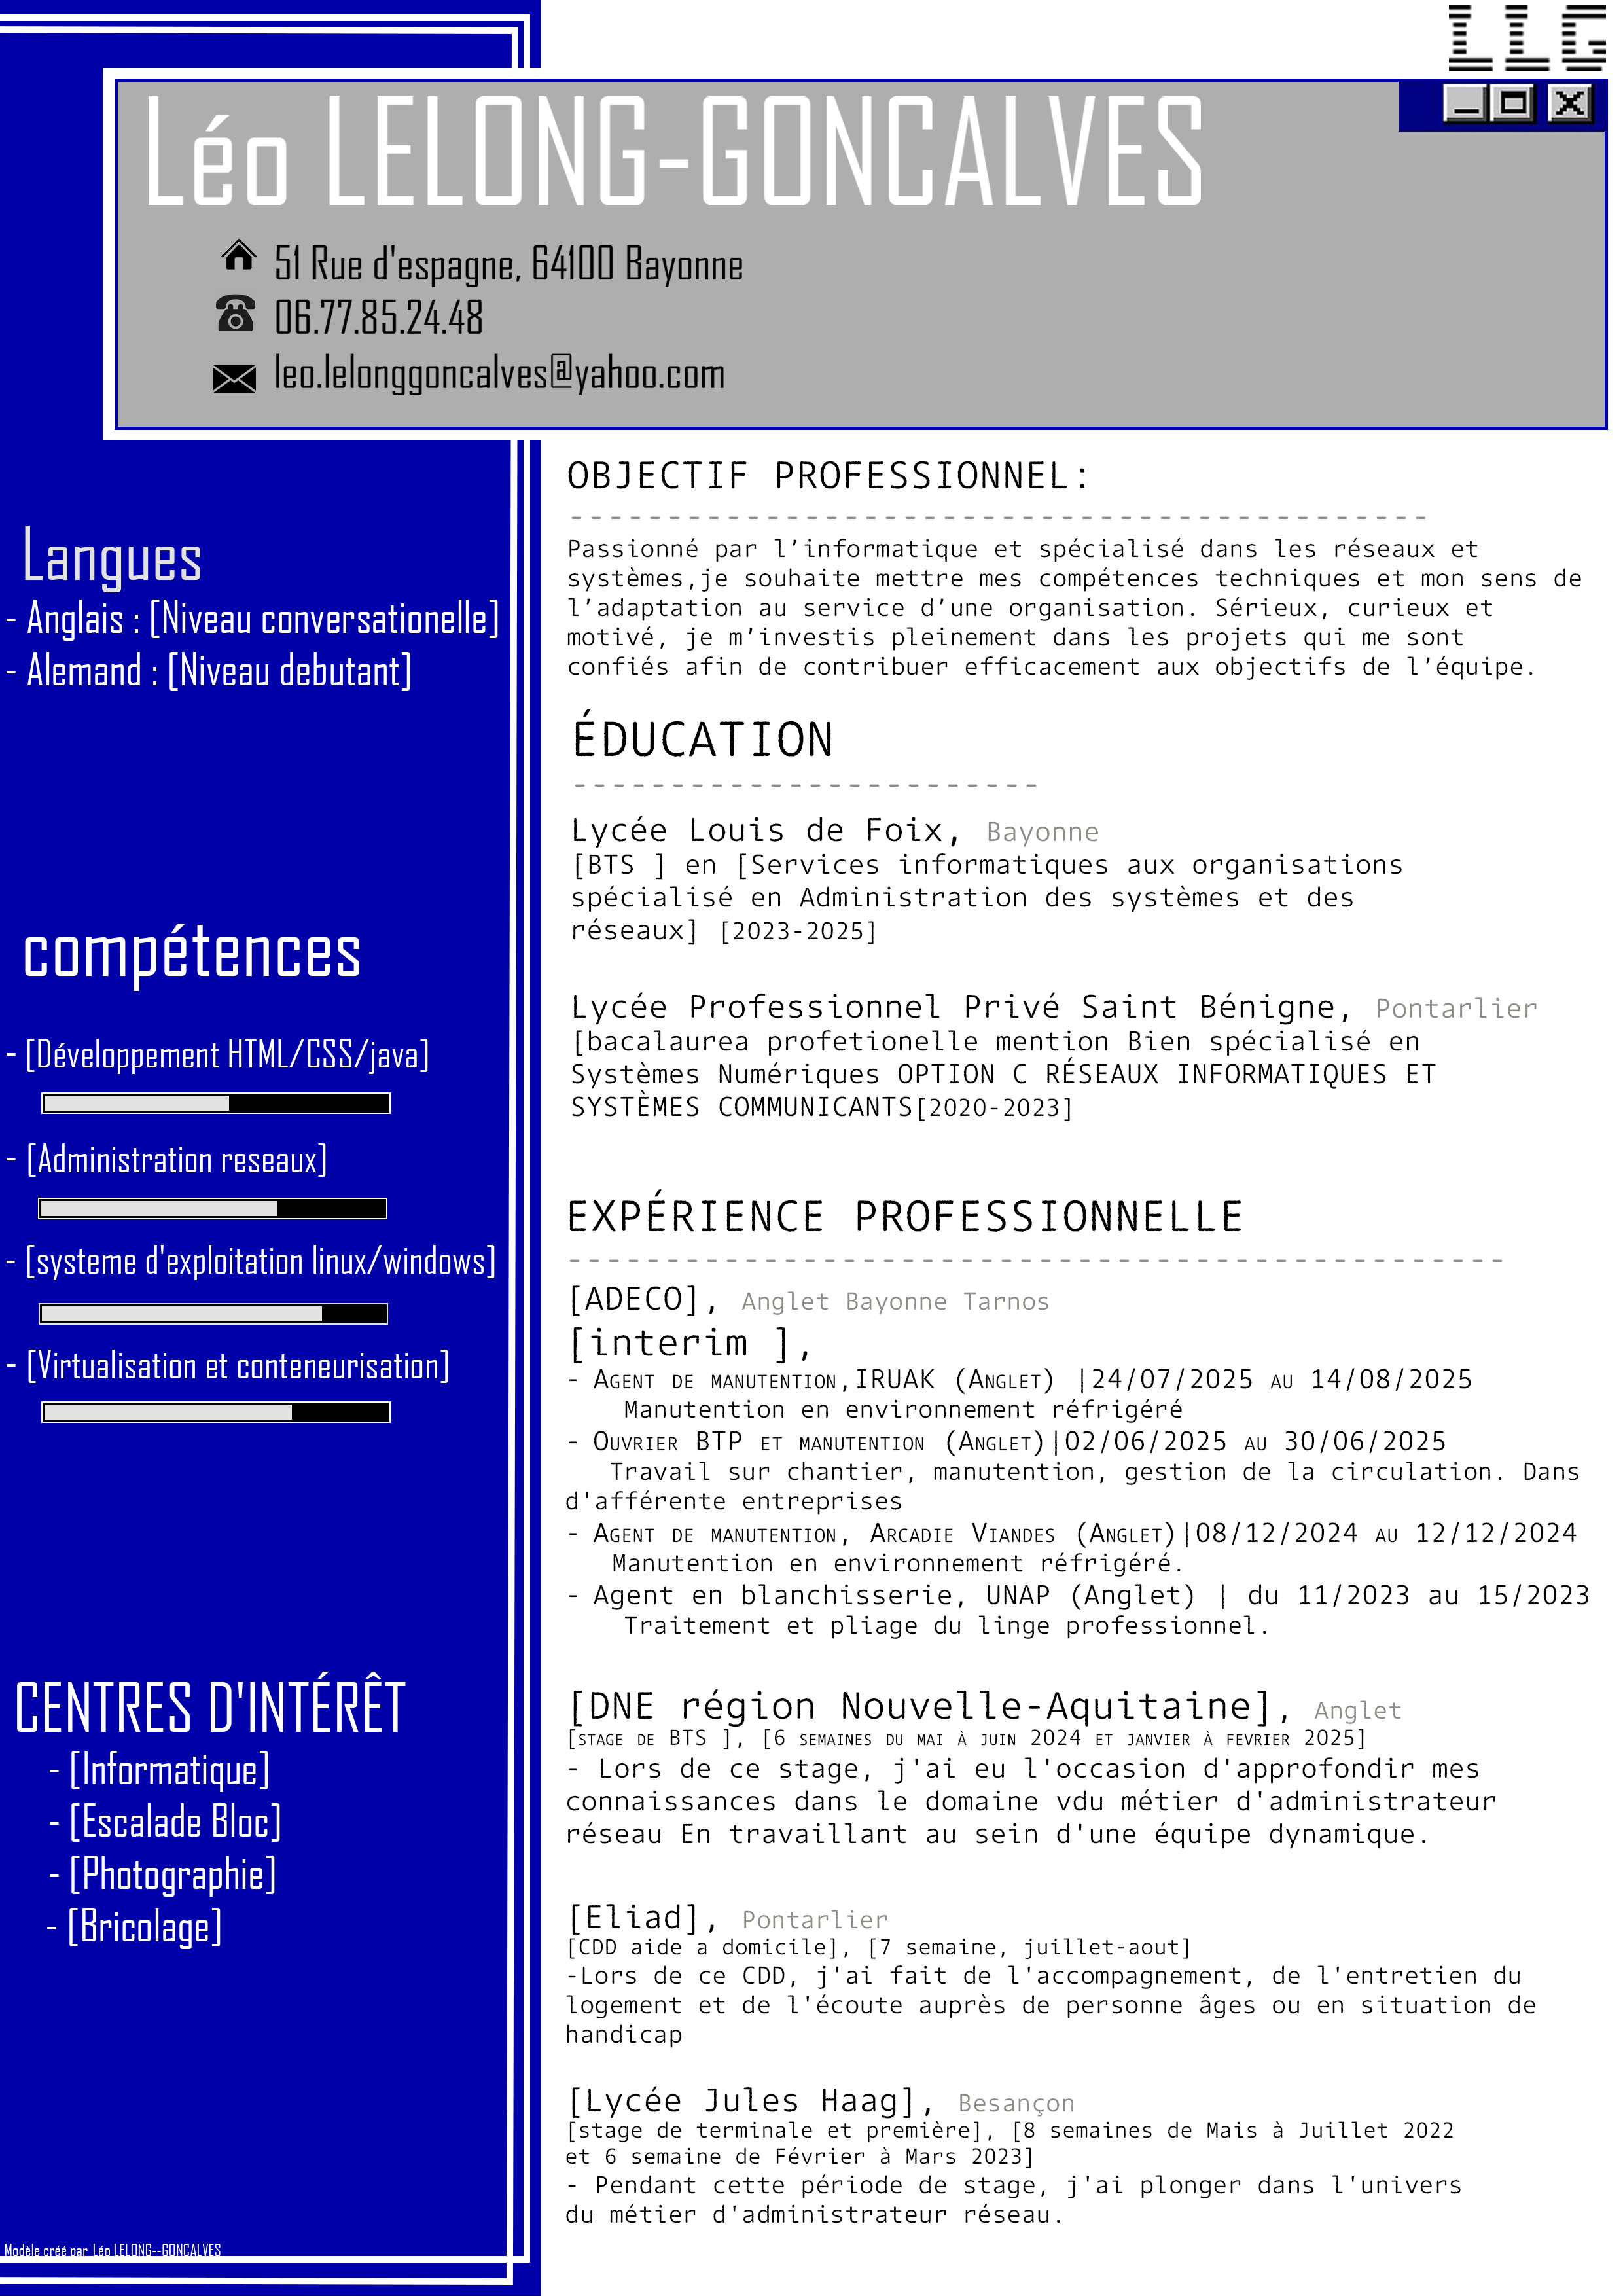 LLG
Léo LELONG-GONCALVES
51 Rue d'espagne, 64100 Bayonne
06.77.85.24.48
leo.lelonggoncalves@yahoo.com
Langues
- Anglais : [Niveau conversationelle]
- Alemand : [Niveau debutant]
compétences
- [Développement HTML/CSS/java]
- [Administration reseaux]
- [systeme d'exploitation linux/windows]
- [Virtualisation et conteneurisation]
CENTRES D'INTÉRÊT
- [Informatique]
- [Escalade Bloc]
- [Photographie]
- [Bricolage]
Modèle créé par Léo LELONG--GONCALVES
OBJECTIF PROFESSIONNEL:
--------------------------------------------
Passionné par l’informatique et spécialisé dans les réseaux et
systèmes,je souhaite mettre mes compétences techniques et mon sens de
l’adaptation au service d’une organisation. Sérieux, curieux et
motivé, je m’investis pleinement dans les projets qui me sont
confiés afin de contribuer efficacement aux objectifs de l’équipe.
ÉDUCATION
------------------------
Lycée Louis de Foix, Bayonne
[BTS ] en [Services informatiques aux organisations
spécialisé en Administration des systèmes et des
réseaux] [2023-2025]
Lycée Professionnel Privé Saint Bénigne, Pontarlier
[bacalaurea profetionelle mention Bien spécialisé en
Systèmes Numériques OPTION C RÉSEAUX INFORMATIQUES ET
SYSTÈMES COMMUNICANTS[2020-2023]
EXPÉRIENCE PROFESSIONNELLE
------------------------------------------------
[ADECO], Anglet Bayonne Tarnos
[interim ],
- Agent de manutention,IRUAK (Anglet) |24/07/2025 au 14/08/2025
Manutention en environnement réfrigéré
- Ouvrier BTP et manutention (Anglet)|02/06/2025 au 30/06/2025
Travail sur chantier, manutention, gestion de la circulation. Dans
d'afférente entreprises
- Agent de manutention, Arcadie Viandes (Anglet)|08/12/2024 au 12/12/2024
Manutention en environnement réfrigéré.
- Agent en blanchisserie, UNAP (Anglet) | du 11/2023 au 15/2023
Traitement et pliage du linge professionnel.
[DNE région Nouvelle-Aquitaine], Anglet
[stage de BTS ], [6 semaines du mai à juin 2024 et janvier à fevrier 2025]
- Lors de ce stage, j'ai eu l'occasion d'approfondir mes
connaissances dans le domaine vdu métier d'administrateur
réseau En travaillant au sein d'une équipe dynamique.
[Eliad], Pontarlier
[CDD aide a domicile], [7 semaine, juillet-aout]
-Lors de ce CDD, j'ai fait de l'accompagnement, de l'entretien du
logement et de l'écoute auprès de personne âges ou en situation de
handicap
[Lycée Jules Haag], Besançon
[stage de terminale et première], [8 semaines de Mais à Juillet 2022
et 6 semaine de Février à Mars 2023]
- Pendant cette période de stage, j'ai plonger dans l'univers
du métier d'administrateur réseau.